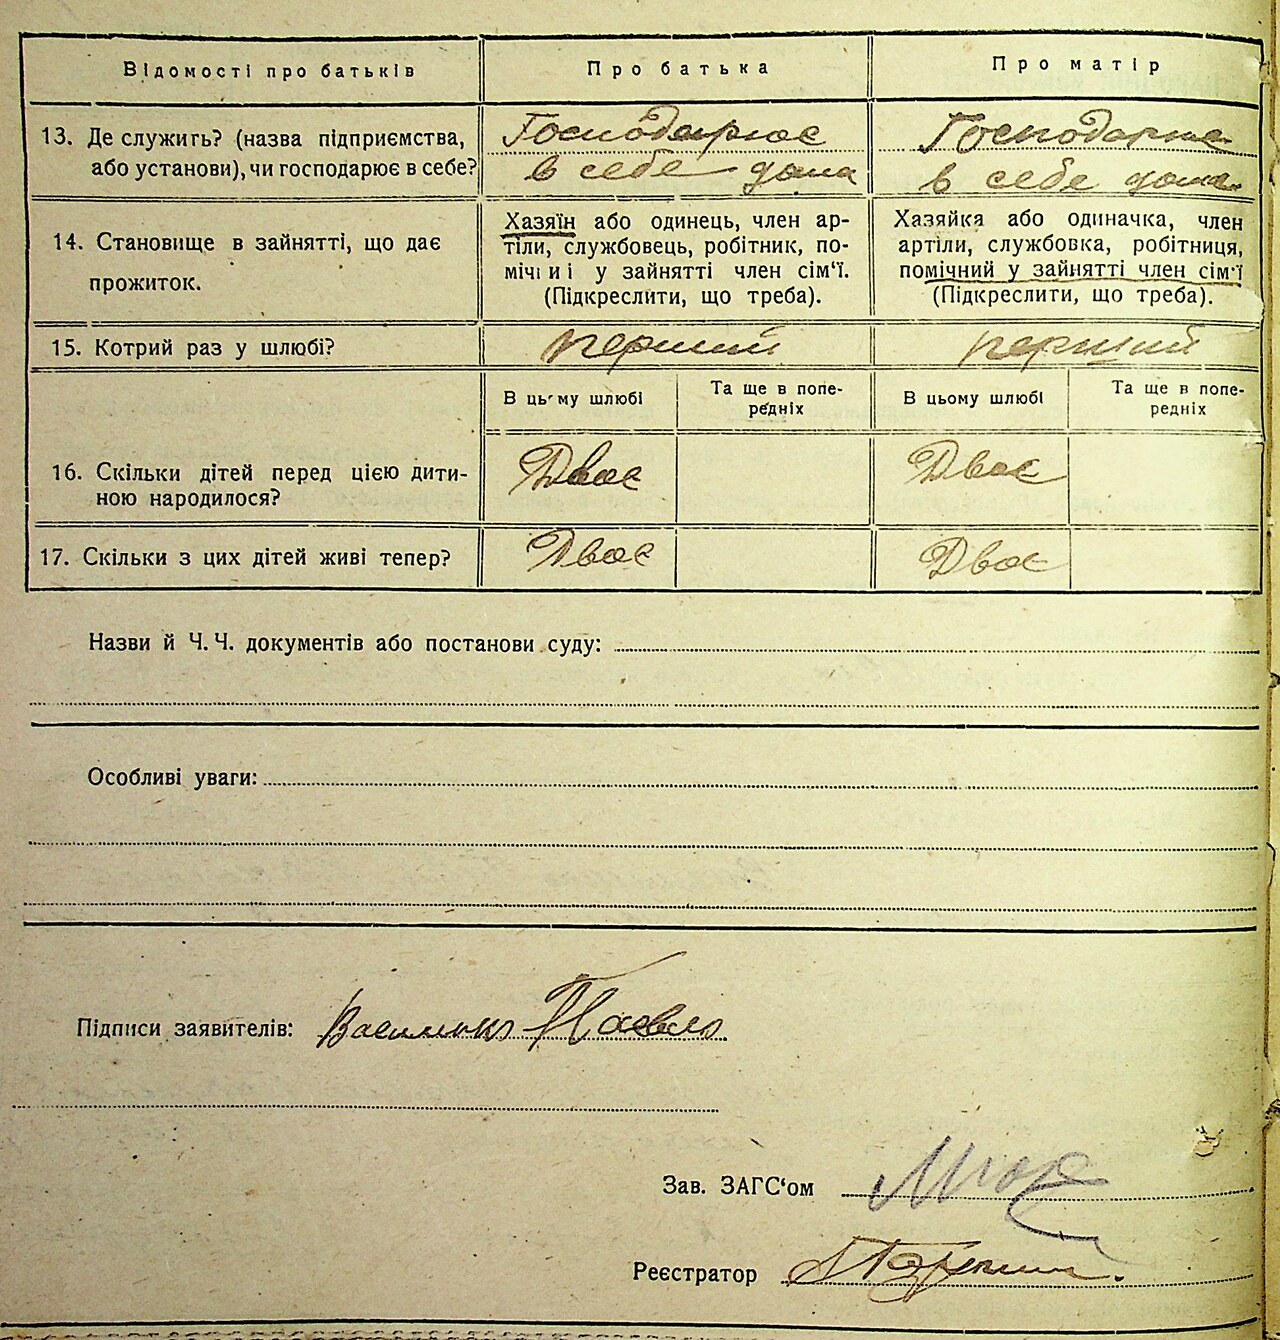 Відомості про батьків
Про батька
Про матір
13. Де служить? (назва підприємства,
або установи), чи господарює в себе?
Господарює
в себе дома
Господарює
в себе дома
14. Становище в зайнятті, що дає
прожиток.
Хазяїн або одинець, член ар-
тіли, службовець, робітник, по-
мічний у зайнятті член сім‘ї.
(Підкреслити, що треба).
Хазяйка або одиначка, член
артіли, службовка, робітниця,
помічний у зайнятті член сім‘ї
(Підкреслити, що треба).
15. Котрий раз у шлюбі?
перший
перший
В цьому шлюбі
Та ще в попе-
редніх
В цьому шлюбі
Та ще в попе-
редніх
16. Скільки дітей перед цією дити-
ною народилося?
Двоє
Двоє
17. Скільки з цих дітей живі тепер?
Двоє
Двоє
Назви й Ч. Ч. документів або постанови суду:
Особливі уваги:
Підписи заявителів: Павло
Зав. ЗАГС‘ом
Реєстратор